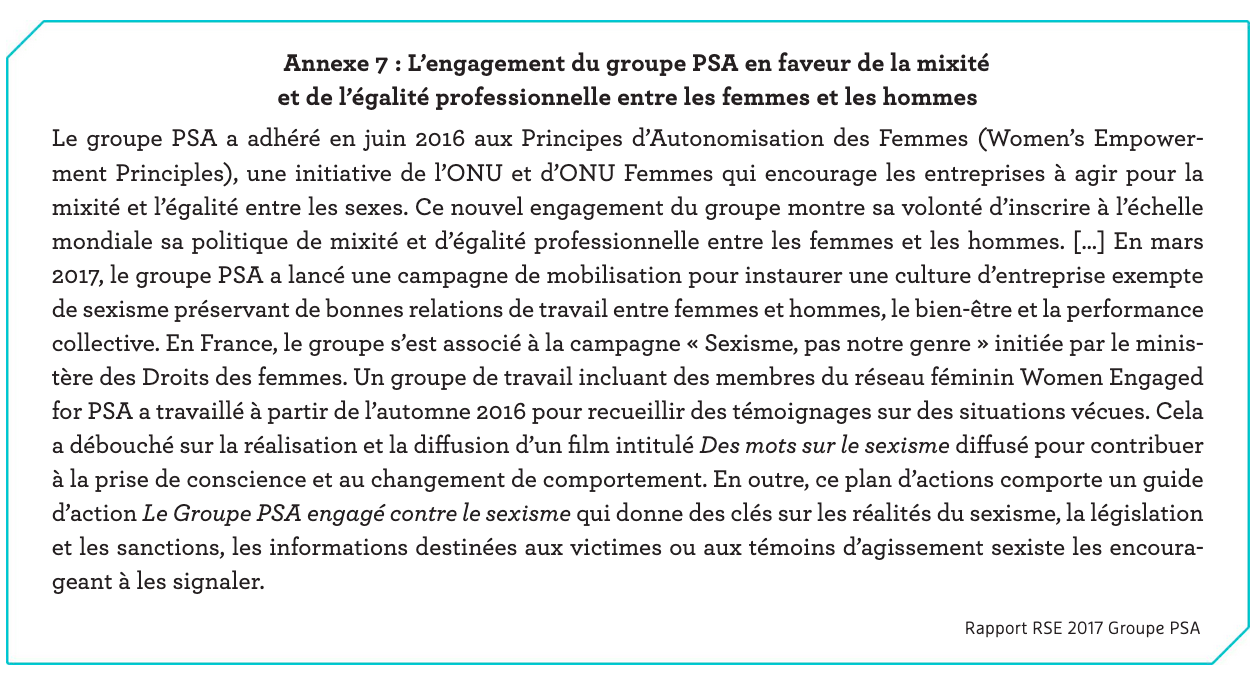 Annexe 7 : L’engagement du groupe PSA en faveur de la mixité
et de l’égalité professionnelle entre les femmes et les hommes
Le groupe PSA a adhéré en juin 2016 aux Principes d’Autonomisation des Femmes (Women’s Empower-
ment Principles), une initiative de l’ONU et d’ONU Femmes qui encourage les entreprises à agir pour la
mixité et l’égalité entre les sexes. Ce nouvel engagement du groupe montre sa volonté d’inscrire à l’échelle
mondiale sa politique de mixité et d’égalité professionnelle entre les femmes et les hommes. [...] En mars
2017, le groupe PSA a lancé une campagne de mobilisation pour instaurer une culture d’entreprise exempte
de sexisme préservant de bonnes relations de travail entre femmes et hommes, le bien-être et la performance
collective. En France, le groupe s’est associé à la campagne « Sexisme, pas notre genre » initiée par le minis-
tère des Droits des femmes. Un groupe de travail incluant des membres du réseau féminin Women Engaged
for PSA a travaillé à partir de l’automne 2016 pour recueillir des témoignages sur des situations vécues. Cela
a débouché sur la réalisation et la diffusion d’un film intitulé Des mots sur le sexisme diffusé pour contribuer
à la prise de conscience et au changement de comportement. En outre, ce plan d’actions comporte un guide
d’action Le Groupe PSA engagé contre le sexisme qui donne des clés sur les réalités du sexisme, la législation
et les sanctions, les informations destinées aux victimes ou aux témoins d’agissement sexiste les encoura-
geant à les signaler.
Rapport RSE 2017 Groupe PSA